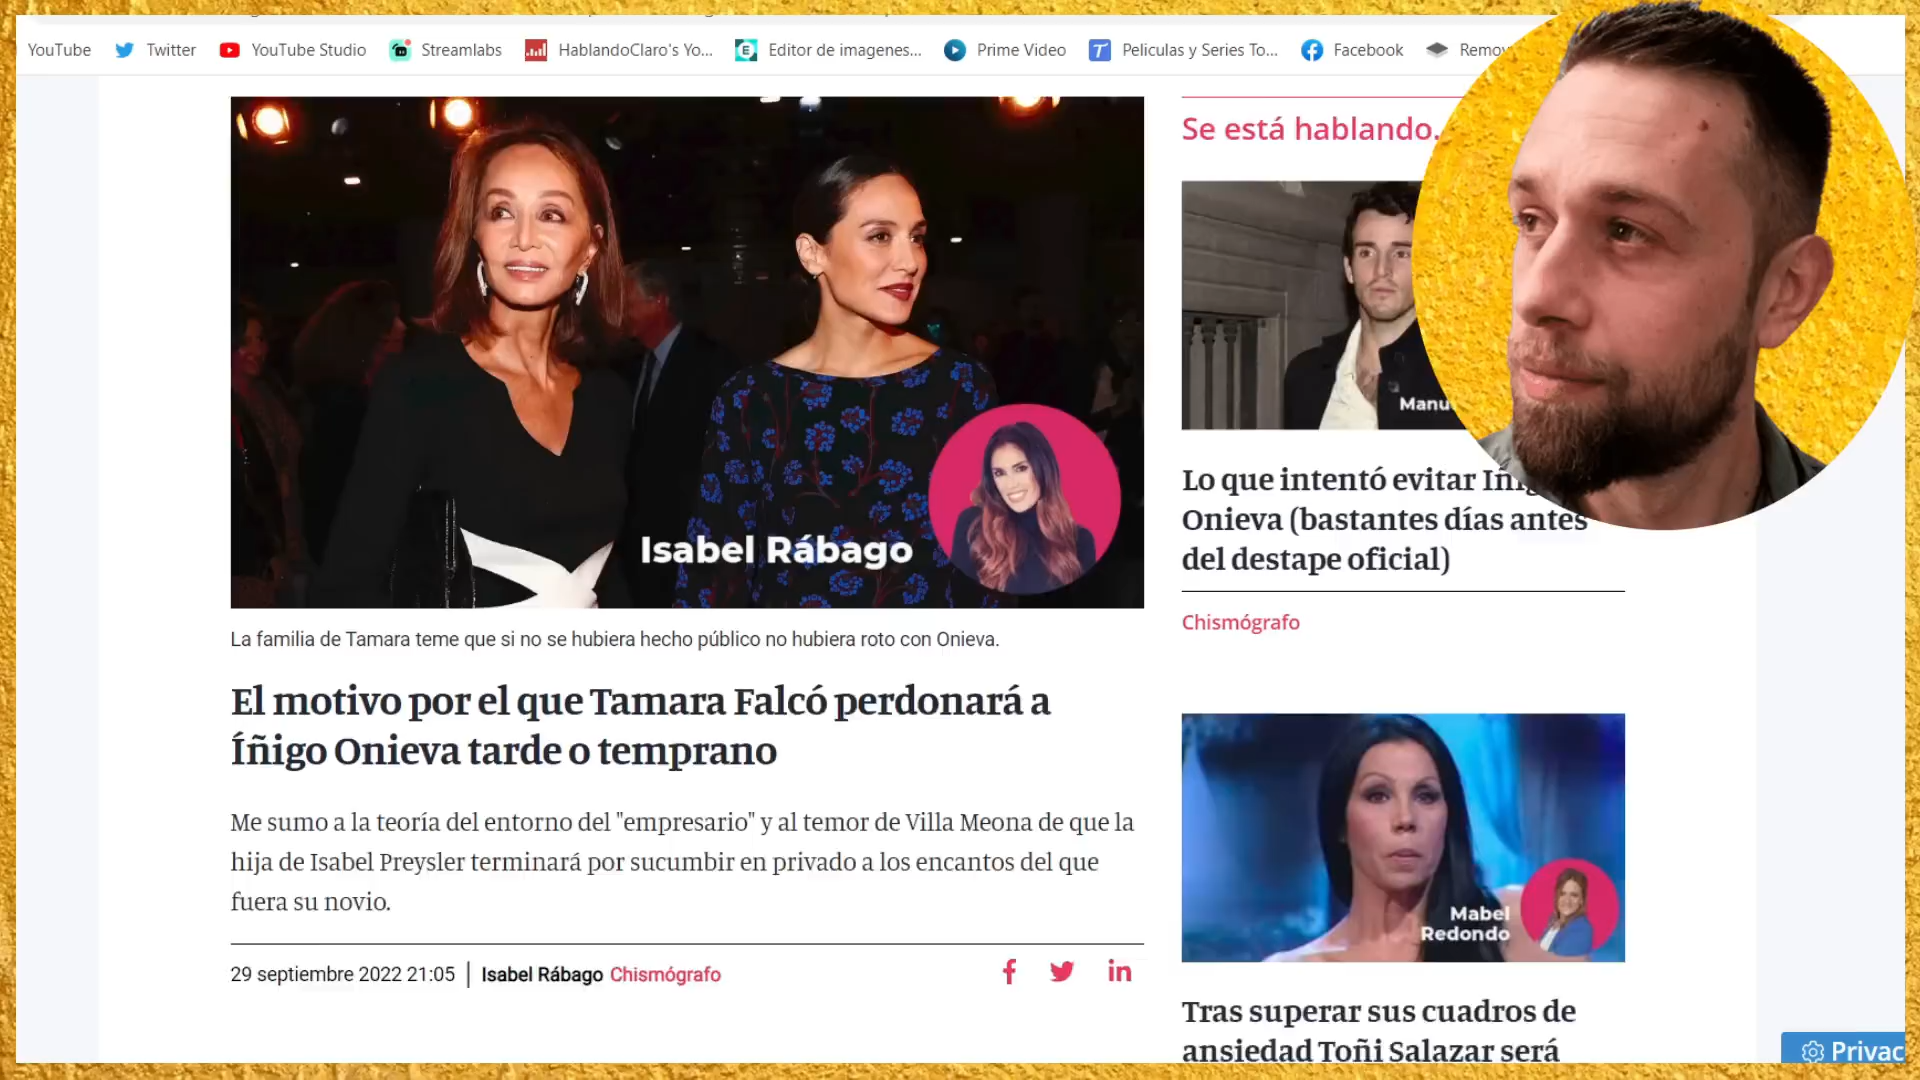 YouTube
Twitter
YouTube Studio
Streamlabs
HablandoClaro's Yo...
Editor de imagenes...
Prime Video
Peliculas y Series To...
Facebook
Isabel Rábago
La familia de Tamara teme que si no se hubiera hecho público no hubiera roto con Onieva.
El motivo por el que Tamara Falcó perdonará a
Íñigo Onieva tarde o temprano
Me sumo a la teoría del entorno del "empresario" y al temor de Villa Meona de que la
hija de Isabel Preysler terminará por sucumbir en privado a los encantos del que
fuera su novio.
29 septiembre 2022 21:05 | Isabel Rábago Chismógrafo
Se está hablando.
Lo que intentó evitar
Onieva (bastantes días antes
del destape oficial)
Chismógrafo
Mabel
Redondo
Tras superar sus cuadros de
ansiedad Toñi Salazar será